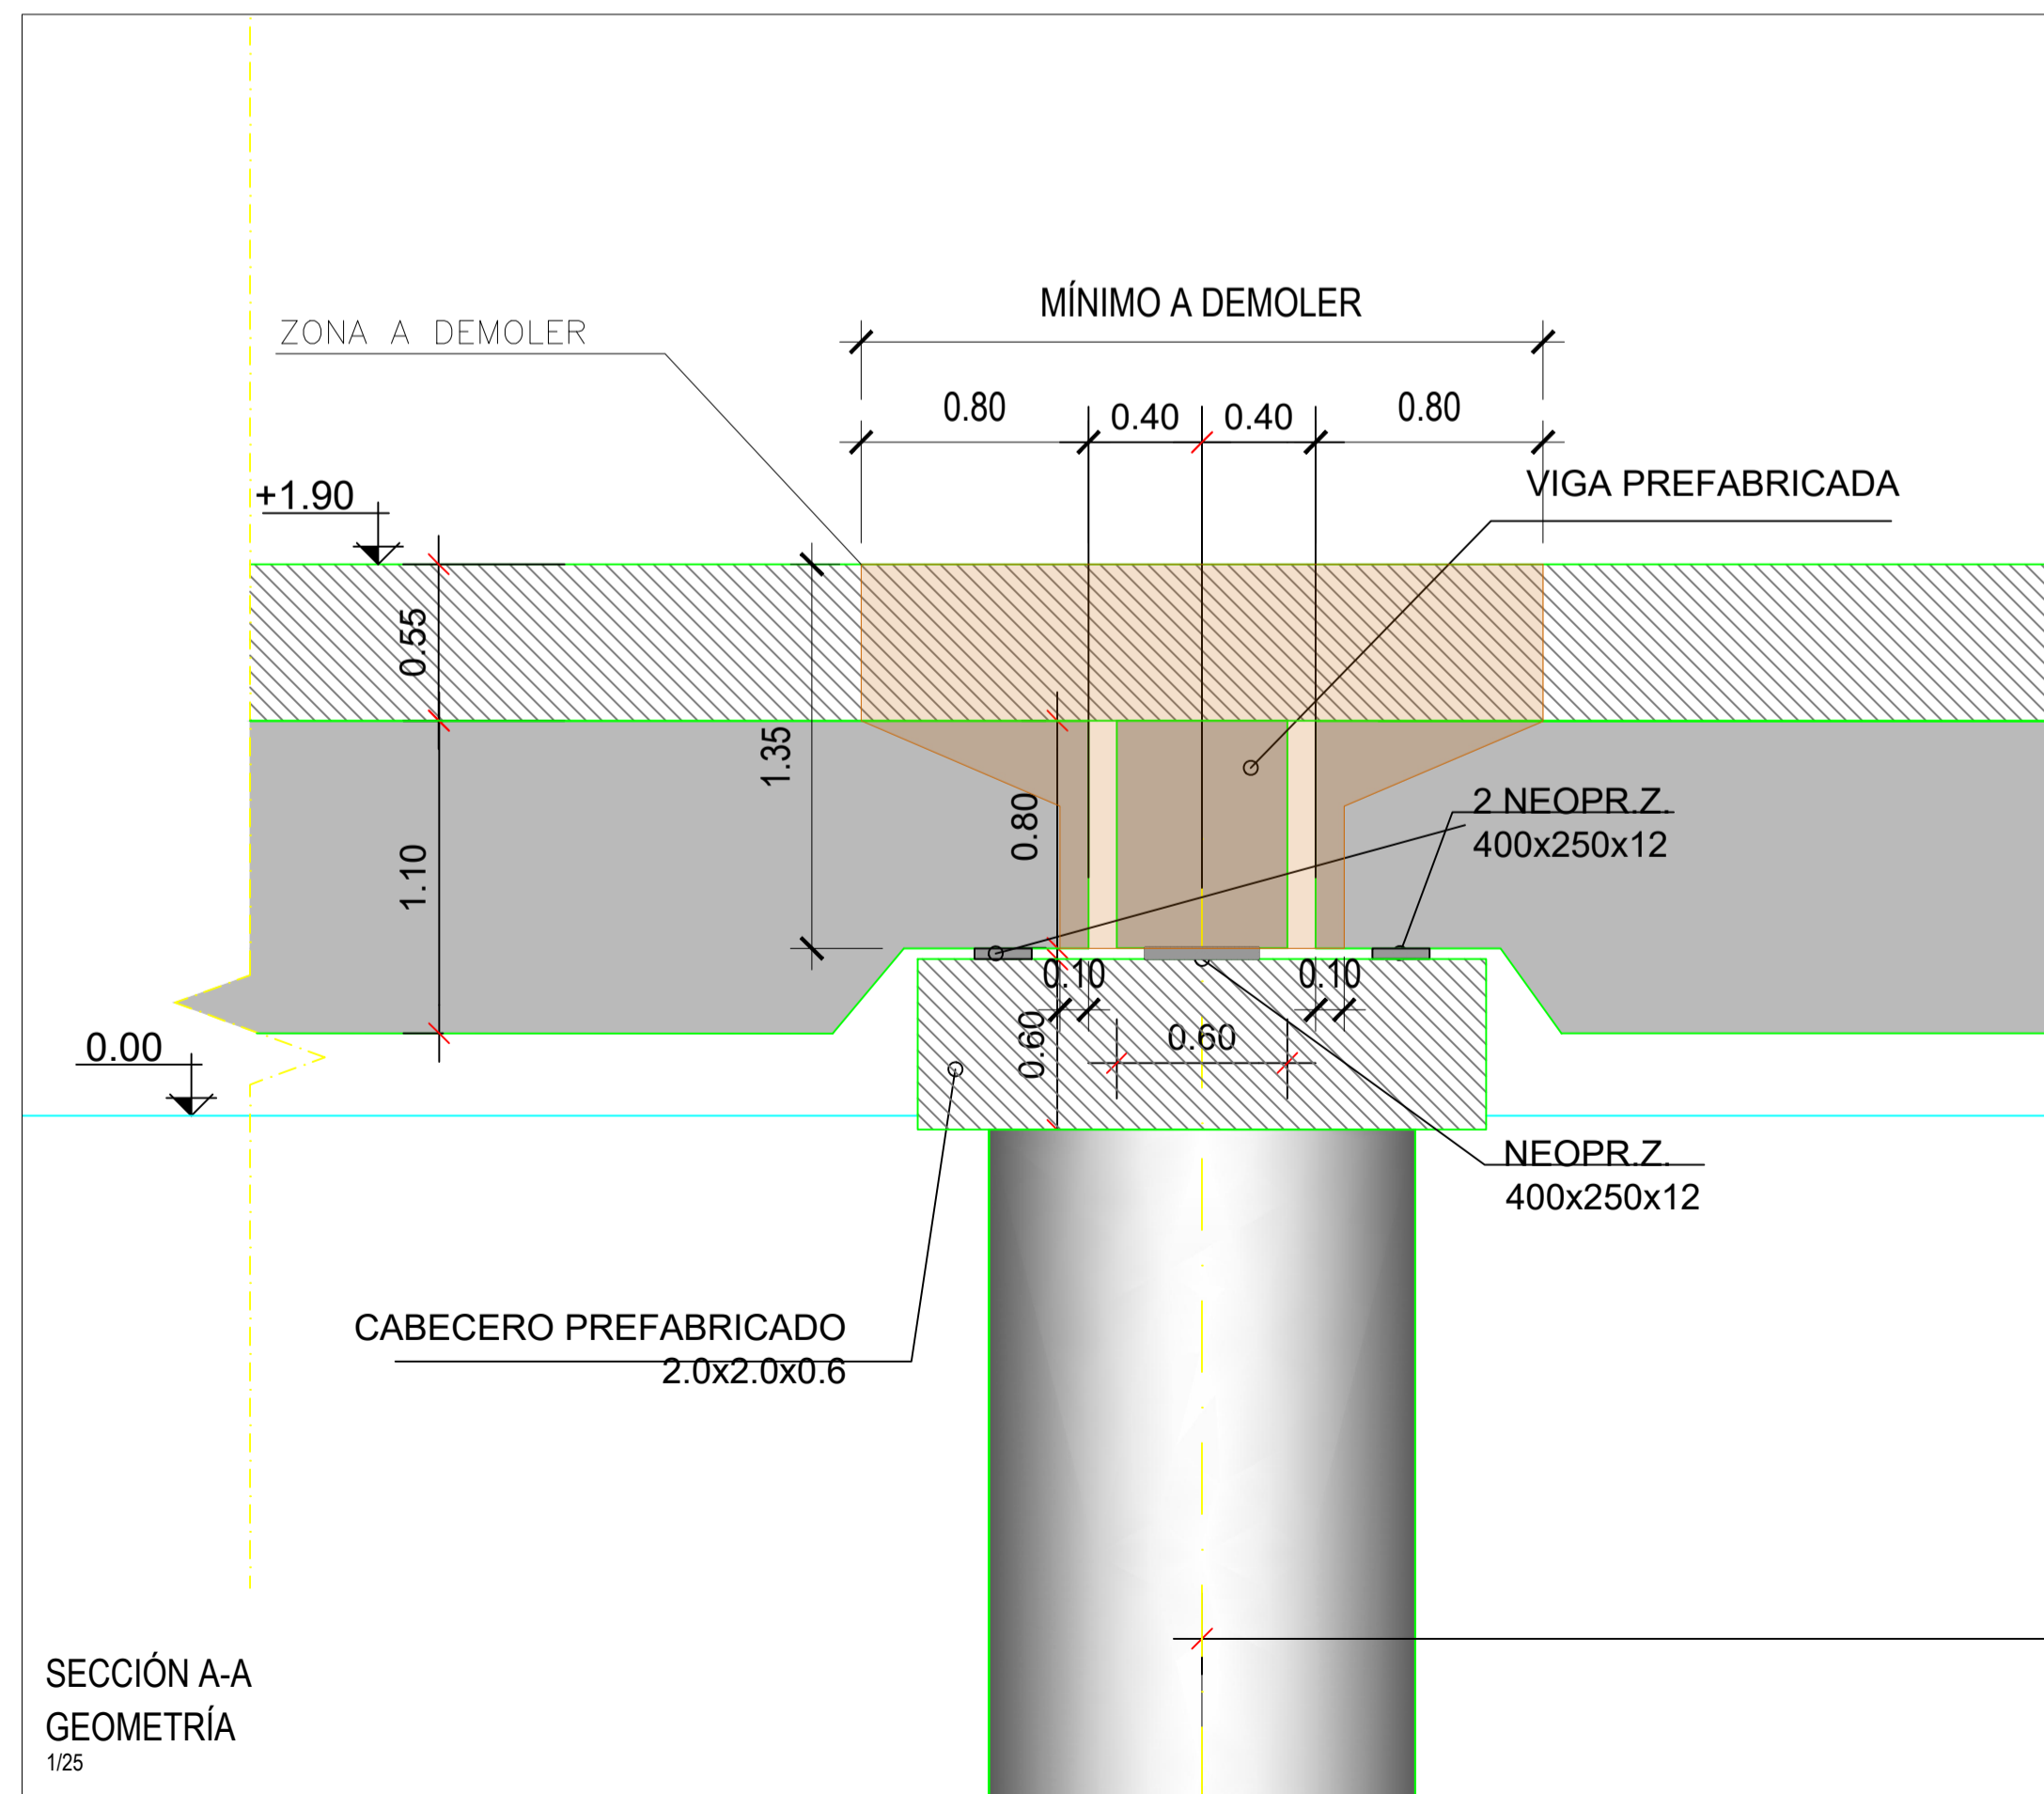 MÍNIMO A DEMOLER
ZONA A DEMOLER
0.80
0.40
0.40
0.80
VIGA PREFABRICADA
+1.90
0.55
1.35
0.80
1.10
2 NEOPR.Z.
400x250x12
0.10
0.10
0.60
0.60
0.00
NEOPR.Z.
400x250x12
CABECERO PREFABRICADO
2.0x2.0x0.6
SECCIÓN A-A
GEOMETRÍA
1/25